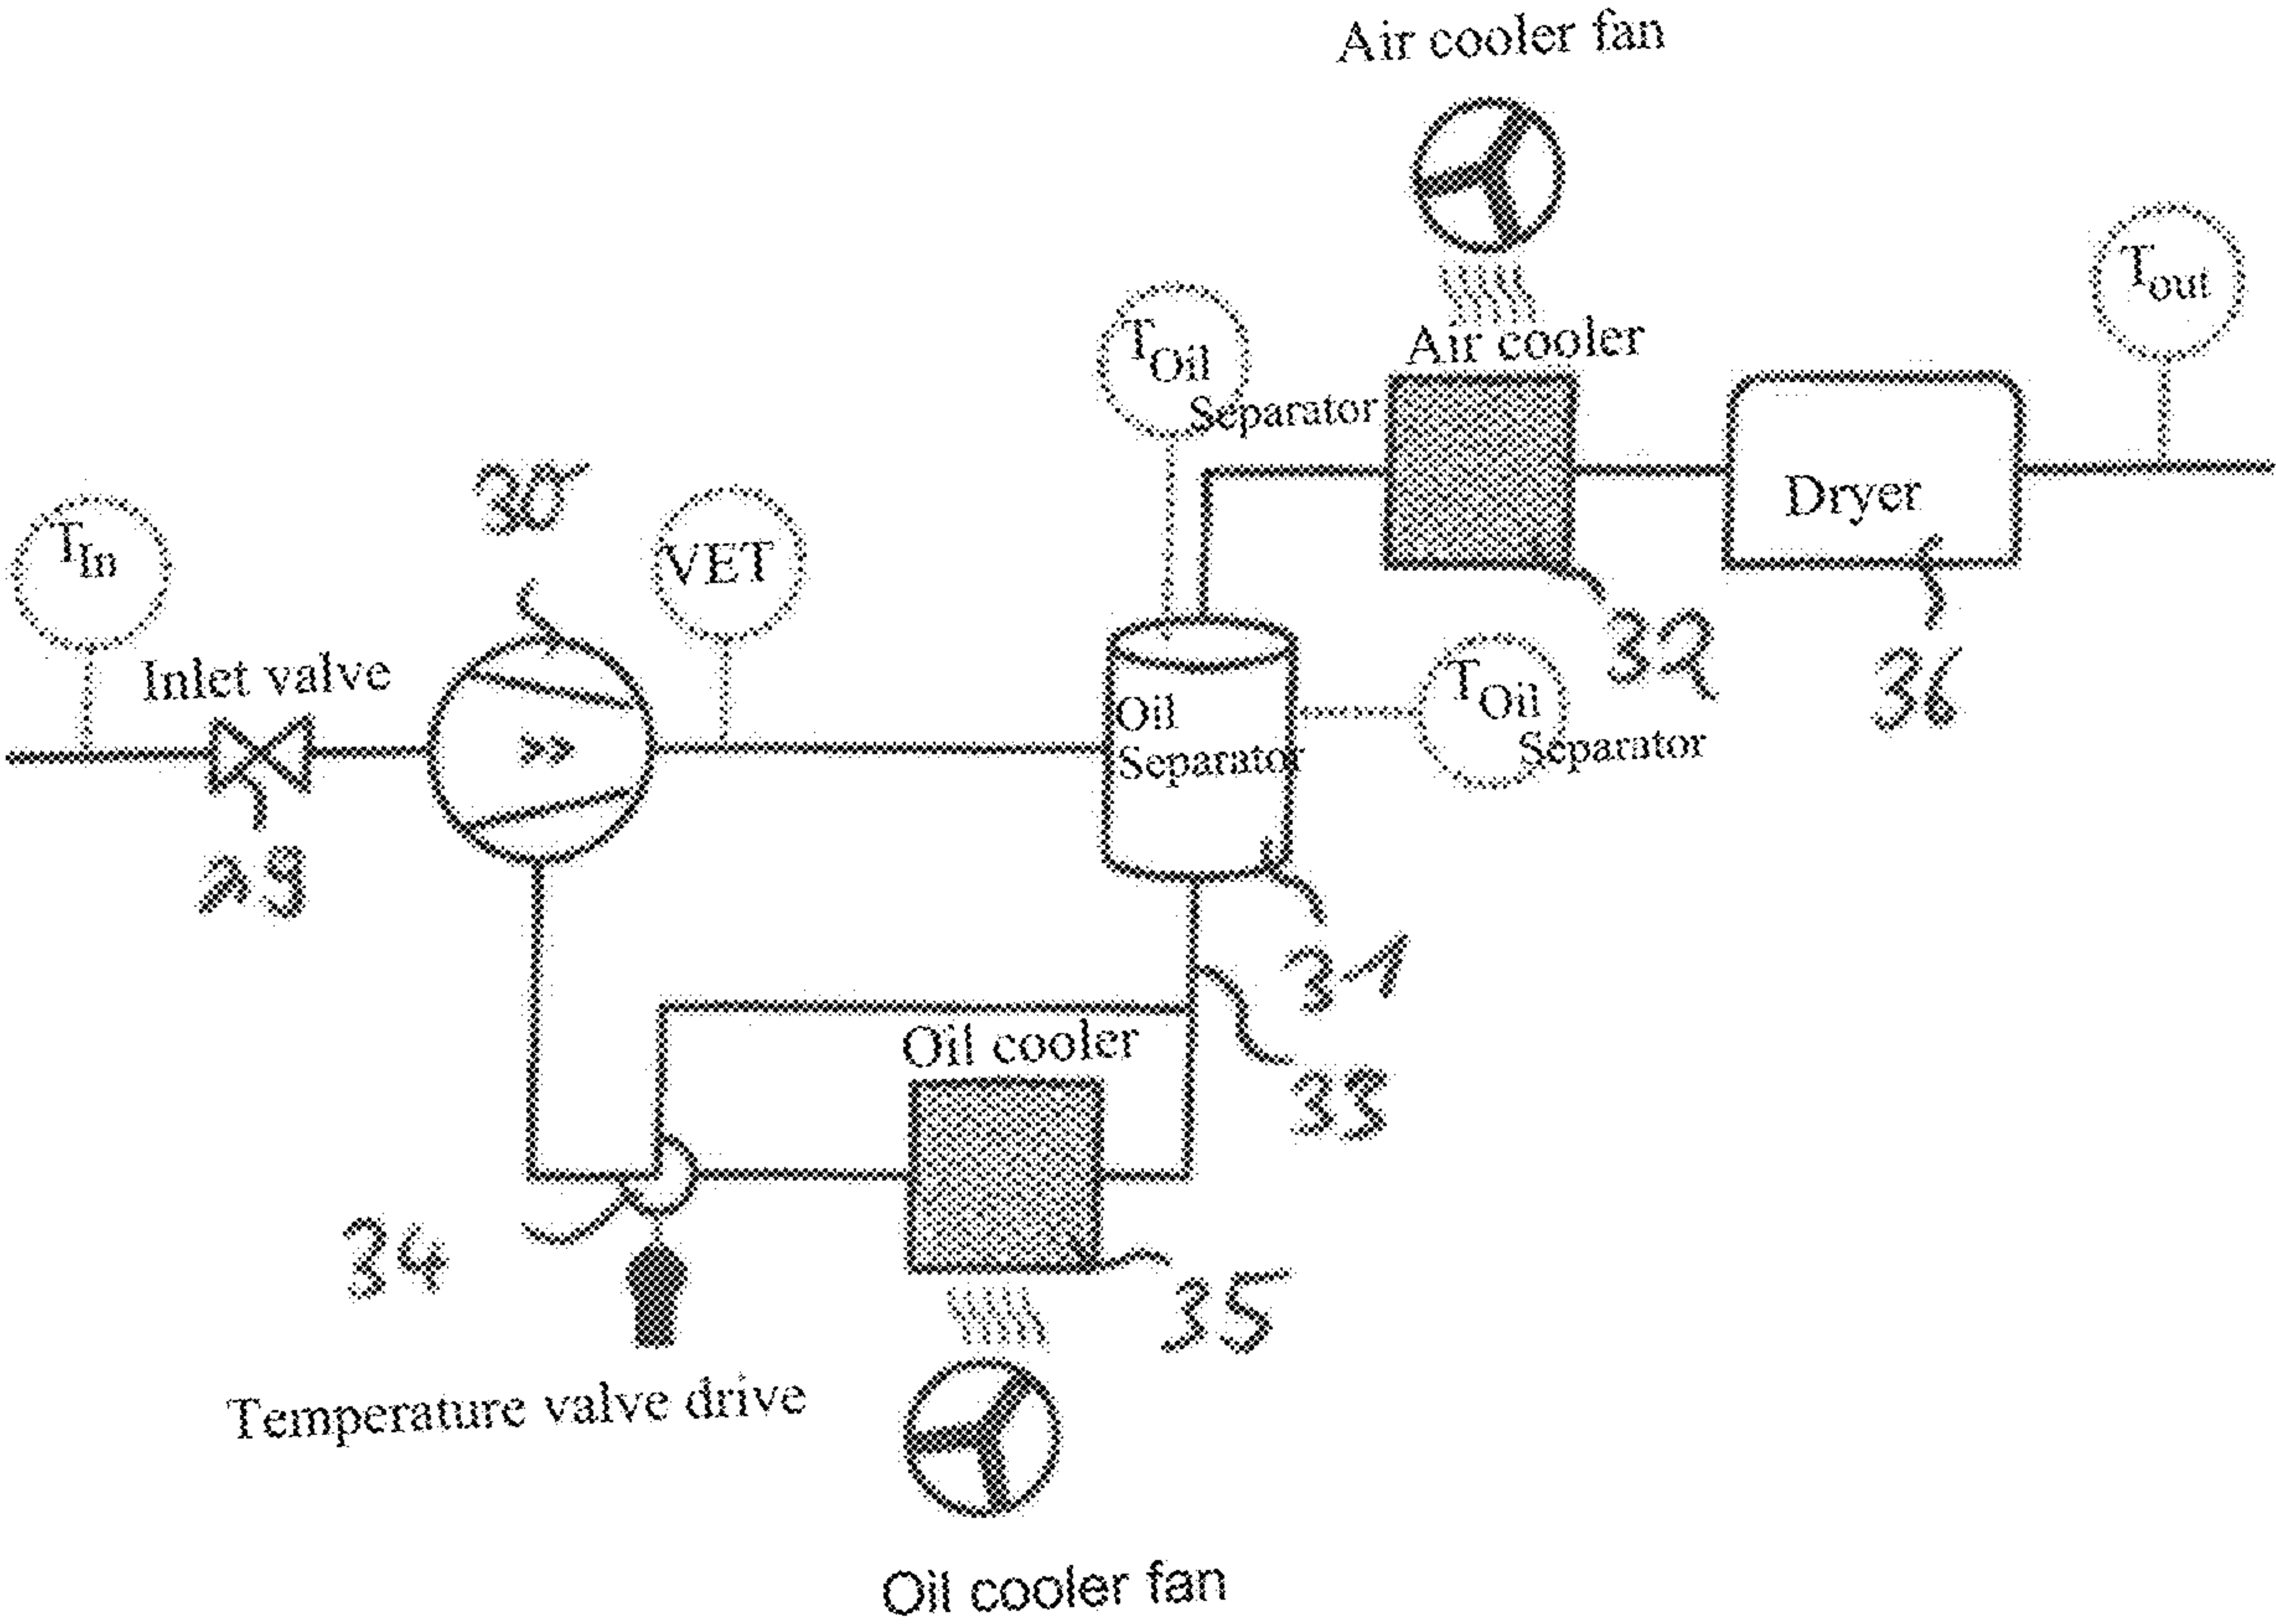 Air cooler fan
T_out
T_Oil
Separator
Air cooler
Dryer
30
T_In
VET
32
36
Inlet valve
Oil
Separator
T_Oil
Separator
29
31
Oil cooler
33
34
35
Temperature valve drive
Oil cooler fan